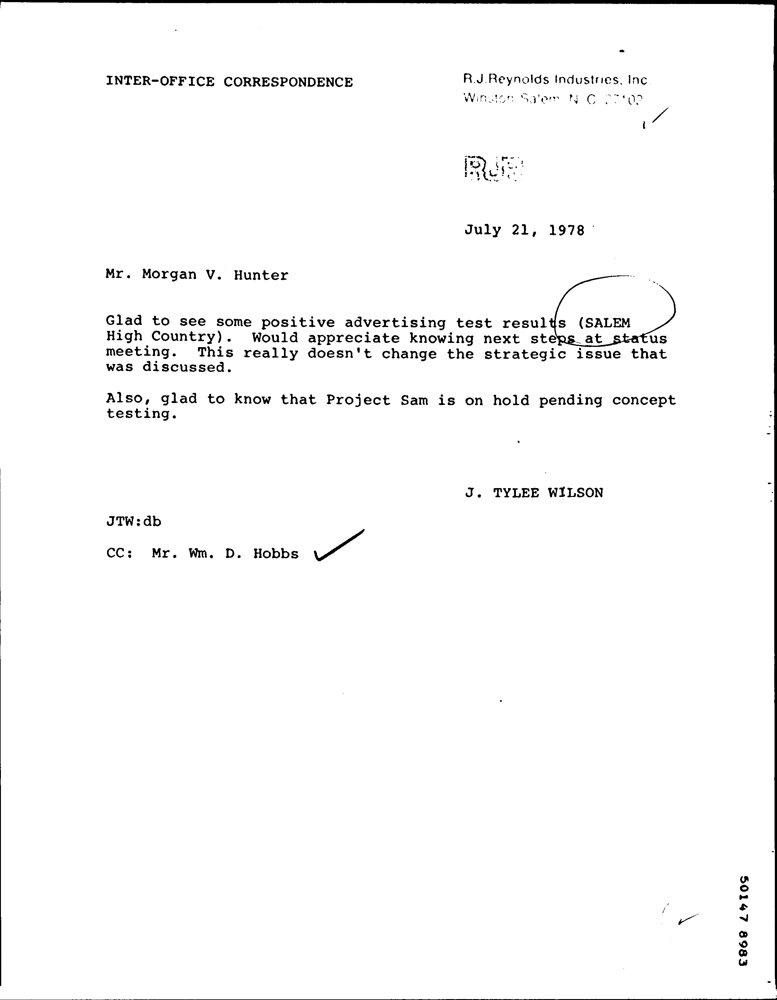 INTER-OFFICE CORRESPONDENCE
R.J.Reynolds Industries, Inc
Winston-Salem N C 27102
RJR
July 21, 1978
Mr. Morgan V. Hunter
Glad to see some positive advertising test results (SALEM
High Country).  Would appreciate knowing next steps at status
meeting.  This really doesn't change the strategic issue that
was discussed.
Also, glad to know that Project Sam is on hold pending concept
testing.
J. TYLEE WILSON
JTW:db
CC:  Mr. Wm. D. Hobbs
50147 8983